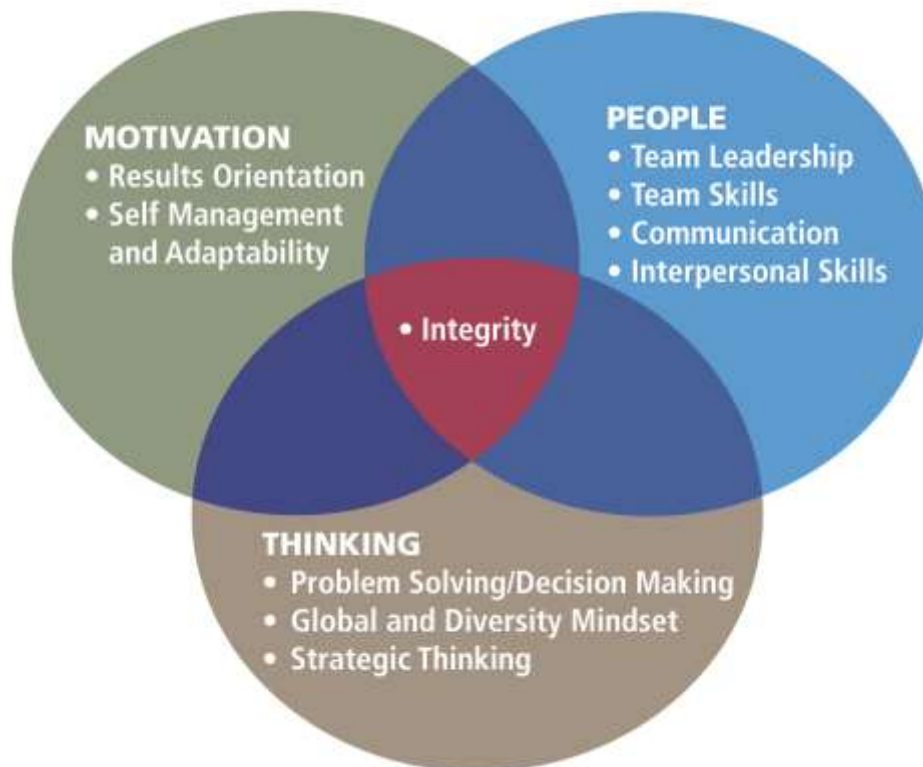 MOTIVATION
• Results Orientation
• Self Management
and Adaptability
PEOPLE
• Team Leadership
• Team Skills
• Communication
• Interpersonal Skills
• Integrity
THINKING
• Problem Solving/Decision Making
• Global and Diversity Mindset
• Strategic Thinking